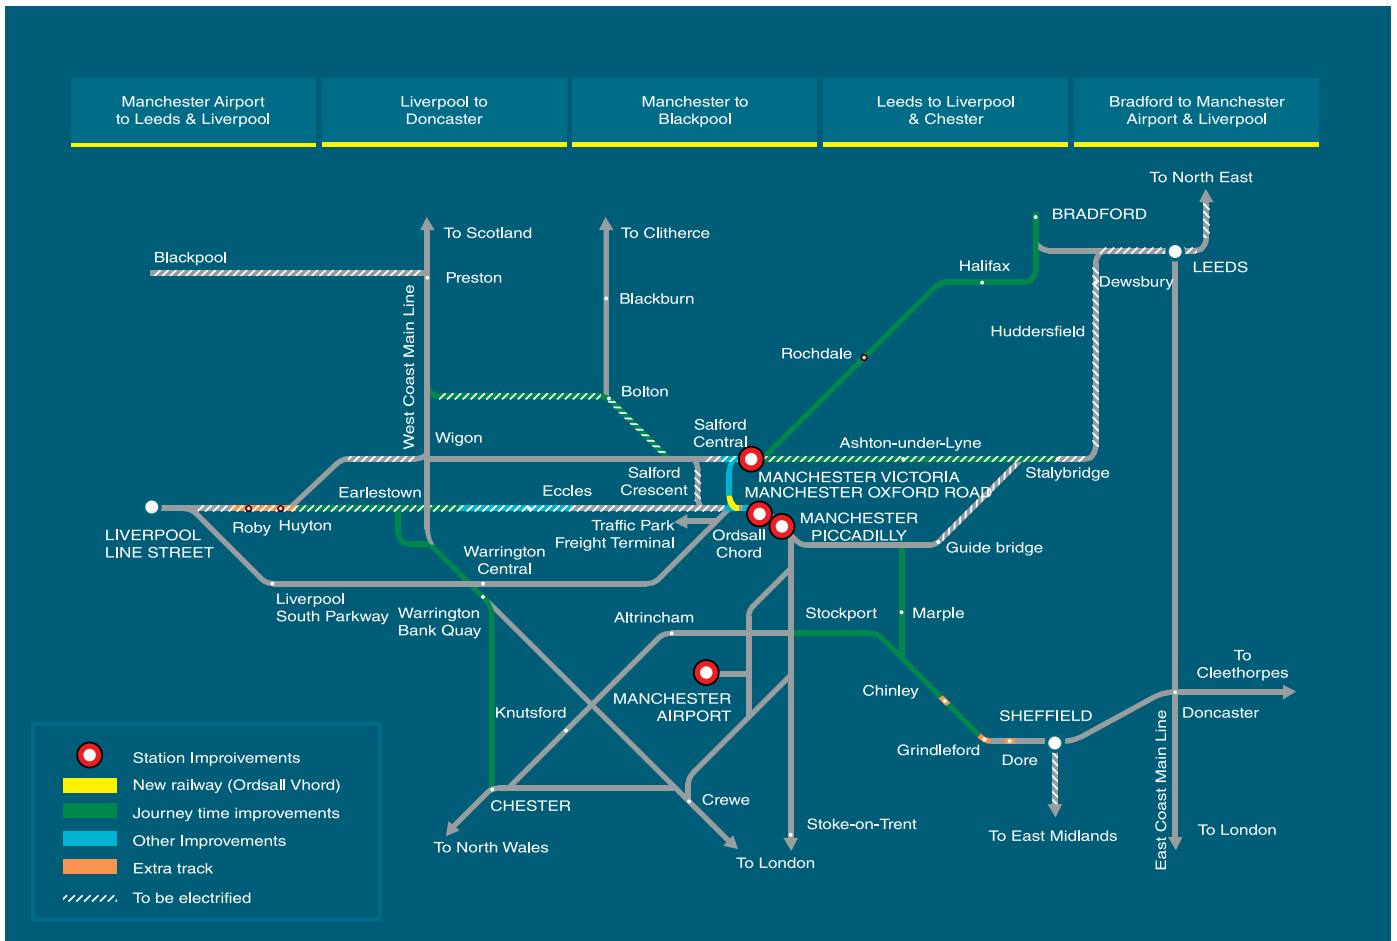 Manchester Airport
to Leeds & Liverpool
Liverpool to
Doncaster
Manchester to
Blackpool
Leeds to Liverpool
& Chester
Bradford to Manchester
Airport & Liverpool
To North East
BRADFORD
To Scotland
To Clitherce
Blackpool
Preston
Halifax
LEEDS
Dewsbury
Blackburn
West Coast Main Line
Huddersfield
Rochdale
Bolton
Wigon
Salford
Central
Ashton-under-Lyne
Stalybridge
MANCHESTER VICTORIA
MANCHESTER OXFORD ROAD
Salford
Crescent
Earlestown
Eccles
Roby
Huyton
LIVERPOOL
LINE STREET
Traffic Park
Freight Terminal
Ordsall
Chord
MANCHESTER
PICCADILLY
Guide bridge
Warrington
Central
Liverpool
South Parkway
Warrington
Bank Quay
Altrincham
Stockport
Marple
MANCHESTER
AIRPORT
Chinley
To
Cleethorpes
Knutsford
SHEFFIELD
Doncaster
Grindleford
Dore
East Coast Main Line
CHESTER
Crewe
Stoke-on-Trent
To East Midlands
To London
To North Wales
To London
Station Improivements
New railway (Ordsall Vhord)
Journey time improvements
Other Improvements
Extra track
To be electrified